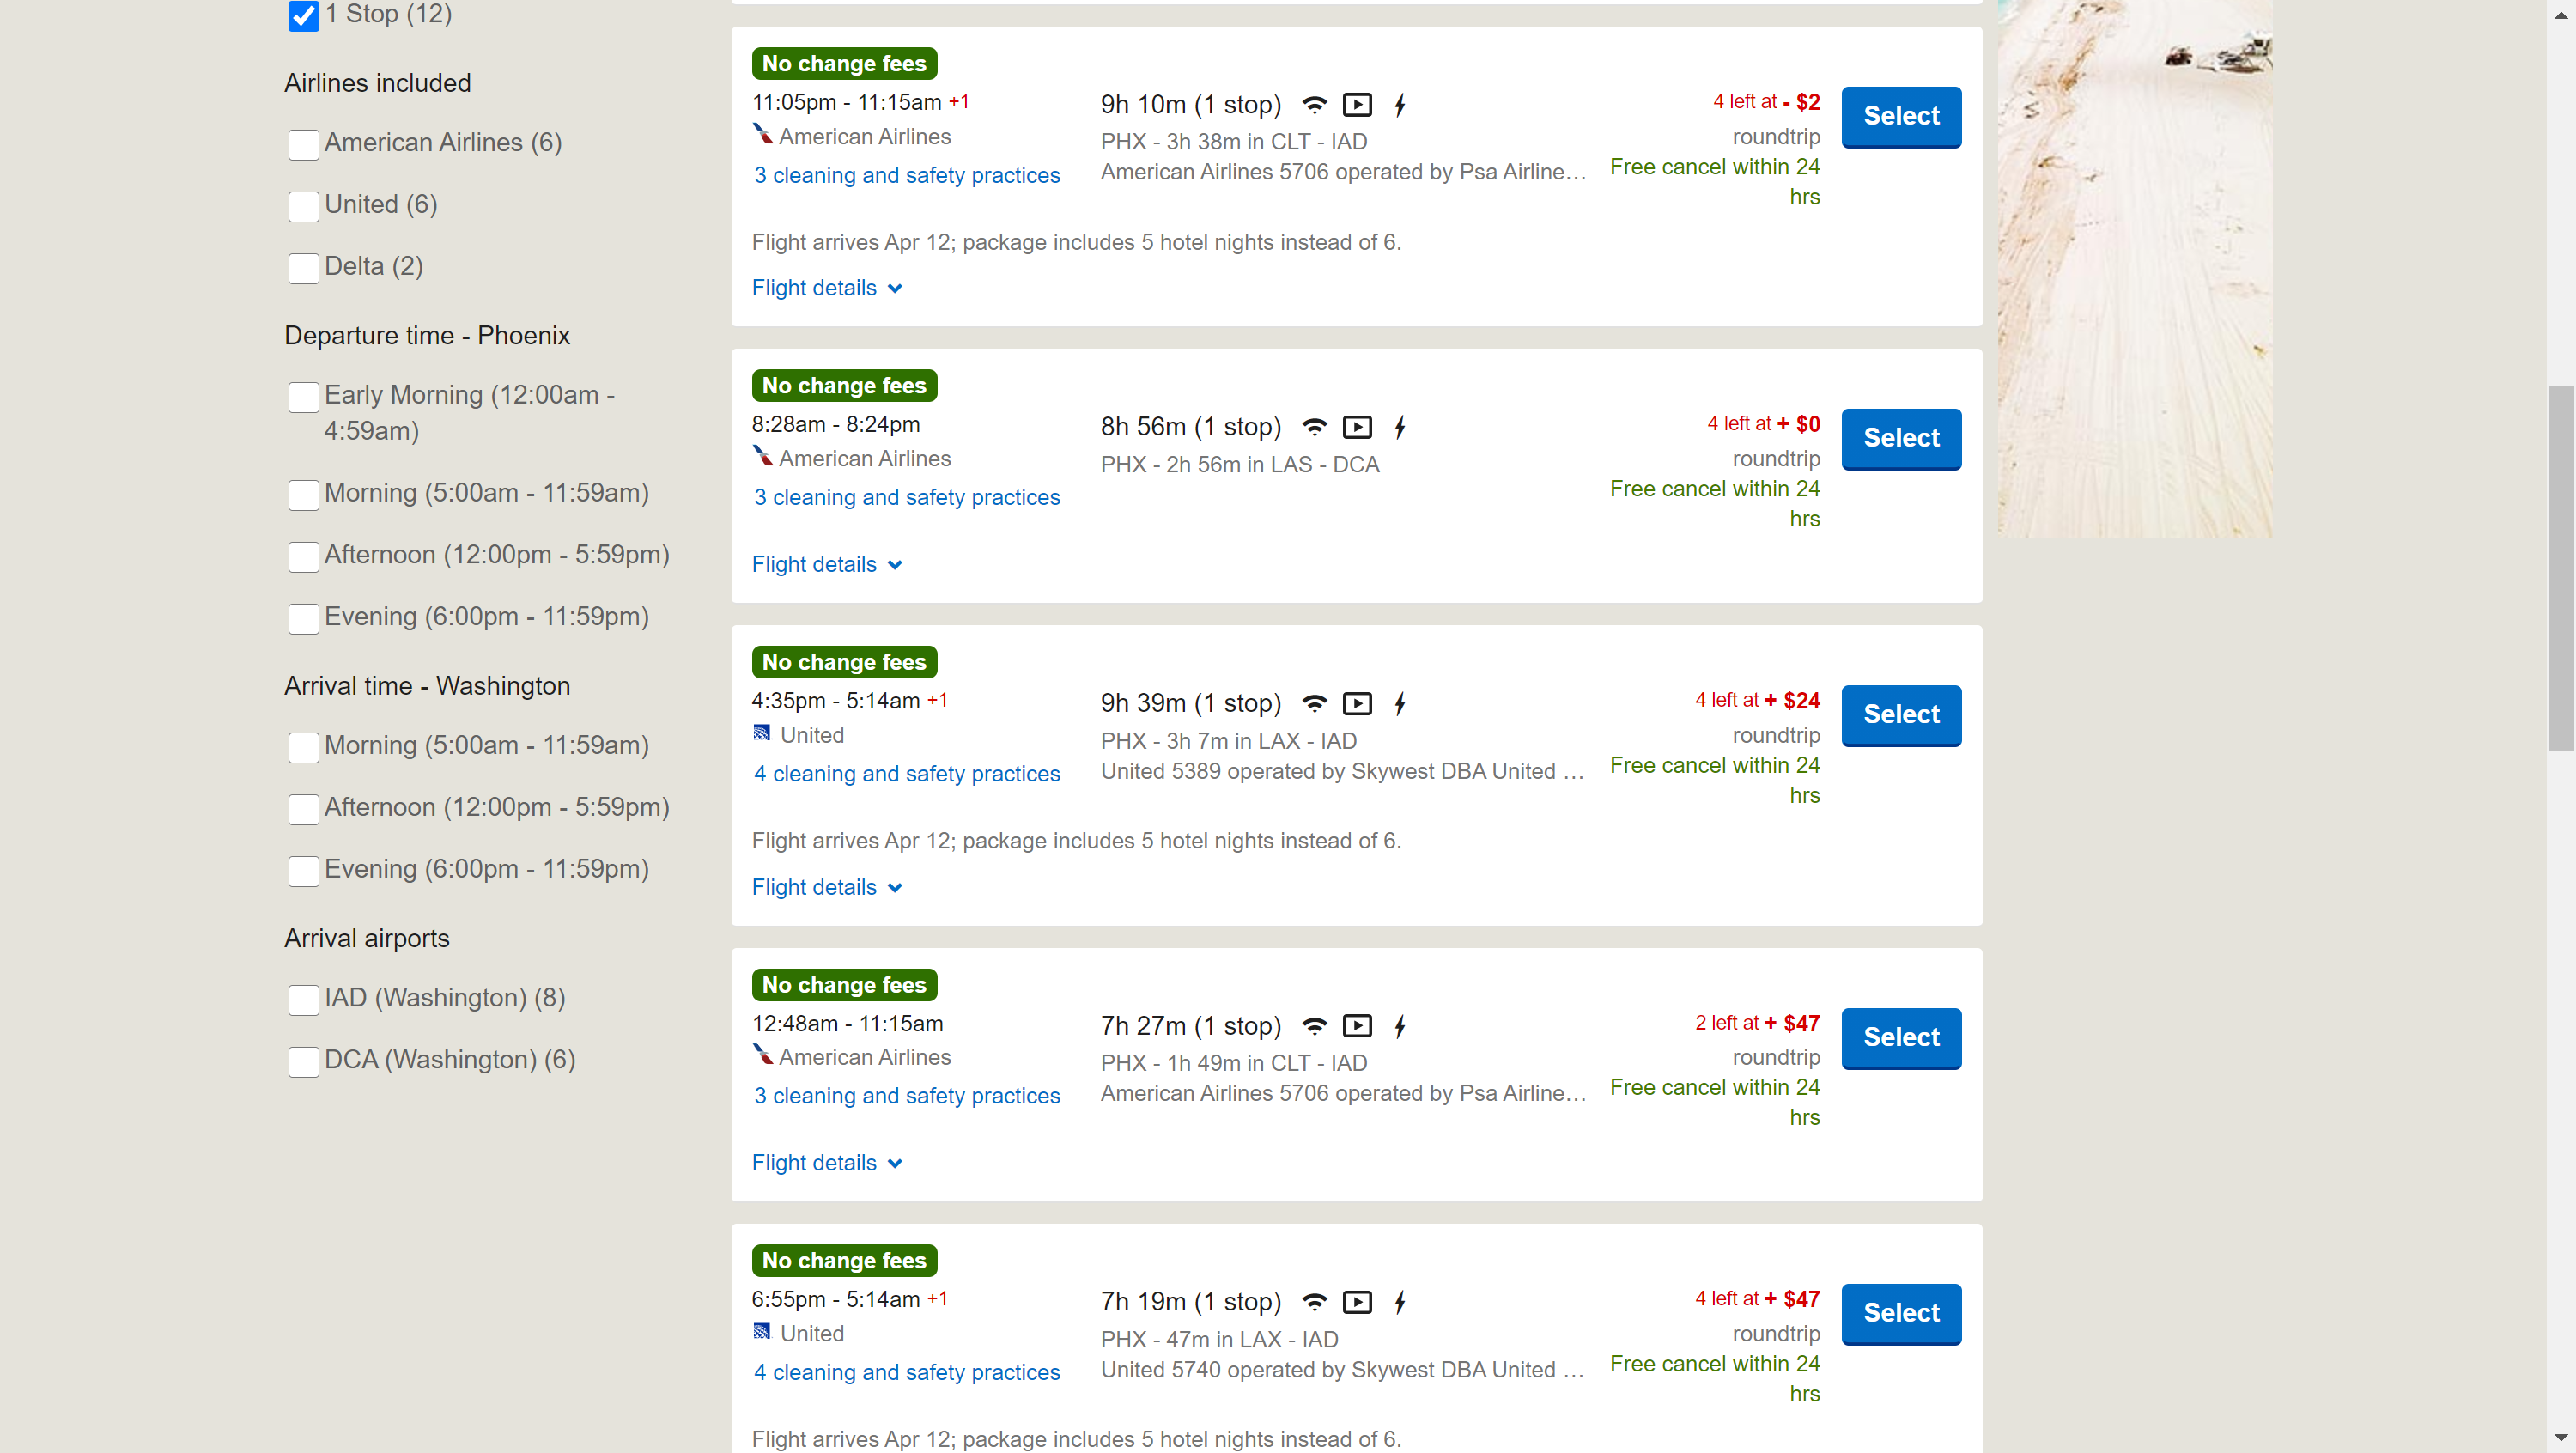 1 Stop (12)
Airlines included
American Airlines (6)
United (6)
Delta (2)
Departure time - Phoenix
Early Morning (12:00am -
4:59am)
Morning (5:00am - 11:59am)
Afternoon (12:00pm - 5:59pm)
Evening (6:00pm - 11:59pm)
Arrival time - Washington
Morning (5:00am - 11:59am)
Afternoon (12:00pm - 5:59pm)
Evening (6:00pm - 11:59pm)
Arrival airports
IAD (Washington) (8)
DCA (Washington) (6)
No change fees
11:05pm - 11:15am +1
American Airlines
3 cleaning and safety practices
9h 10m (1 stop)
PHX - 3h 38m in CLT - IAD
American Airlines 5706 operated by Psa Airline...
4 left at - $2
roundtrip
Free cancel within 24
hrs
Select
Flight arrives Apr 12; package includes 5 hotel nights instead of 6.
Flight details
No change fees
8:28am - 8:24pm
American Airlines
3 cleaning and safety practices
8h 56m (1 stop)
PHX - 2h 56m in LAS - DCA
4 left at + $0
roundtrip
Free cancel within 24
hrs
Select
Flight details
No change fees
4:35pm - 5:14am +1
United
4 cleaning and safety practices
9h 39m (1 stop)
PHX - 3h 7m in LAX - IAD
United 5389 operated by Skywest DBA United ...
4 left at + $24
roundtrip
Free cancel within 24
hrs
Select
Flight arrives Apr 12; package includes 5 hotel nights instead of 6.
Flight details
No change fees
12:48am - 11:15am
American Airlines
3 cleaning and safety practices
7h 27m (1 stop)
PHX - 1h 49m in CLT - IAD
American Airlines 5706 operated by Psa Airline...
2 left at + $47
roundtrip
Free cancel within 24
hrs
Select
Flight details
No change fees
6:55pm - 5:14am +1
United
4 cleaning and safety practices
7h 19m (1 stop)
PHX - 47m in LAX - IAD
United 5740 operated by Skywest DBA United ...
4 left at + $47
roundtrip
Free cancel within 24
hrs
Select
Flight arrives Apr 12; package includes 5 hotel nights instead of 6.